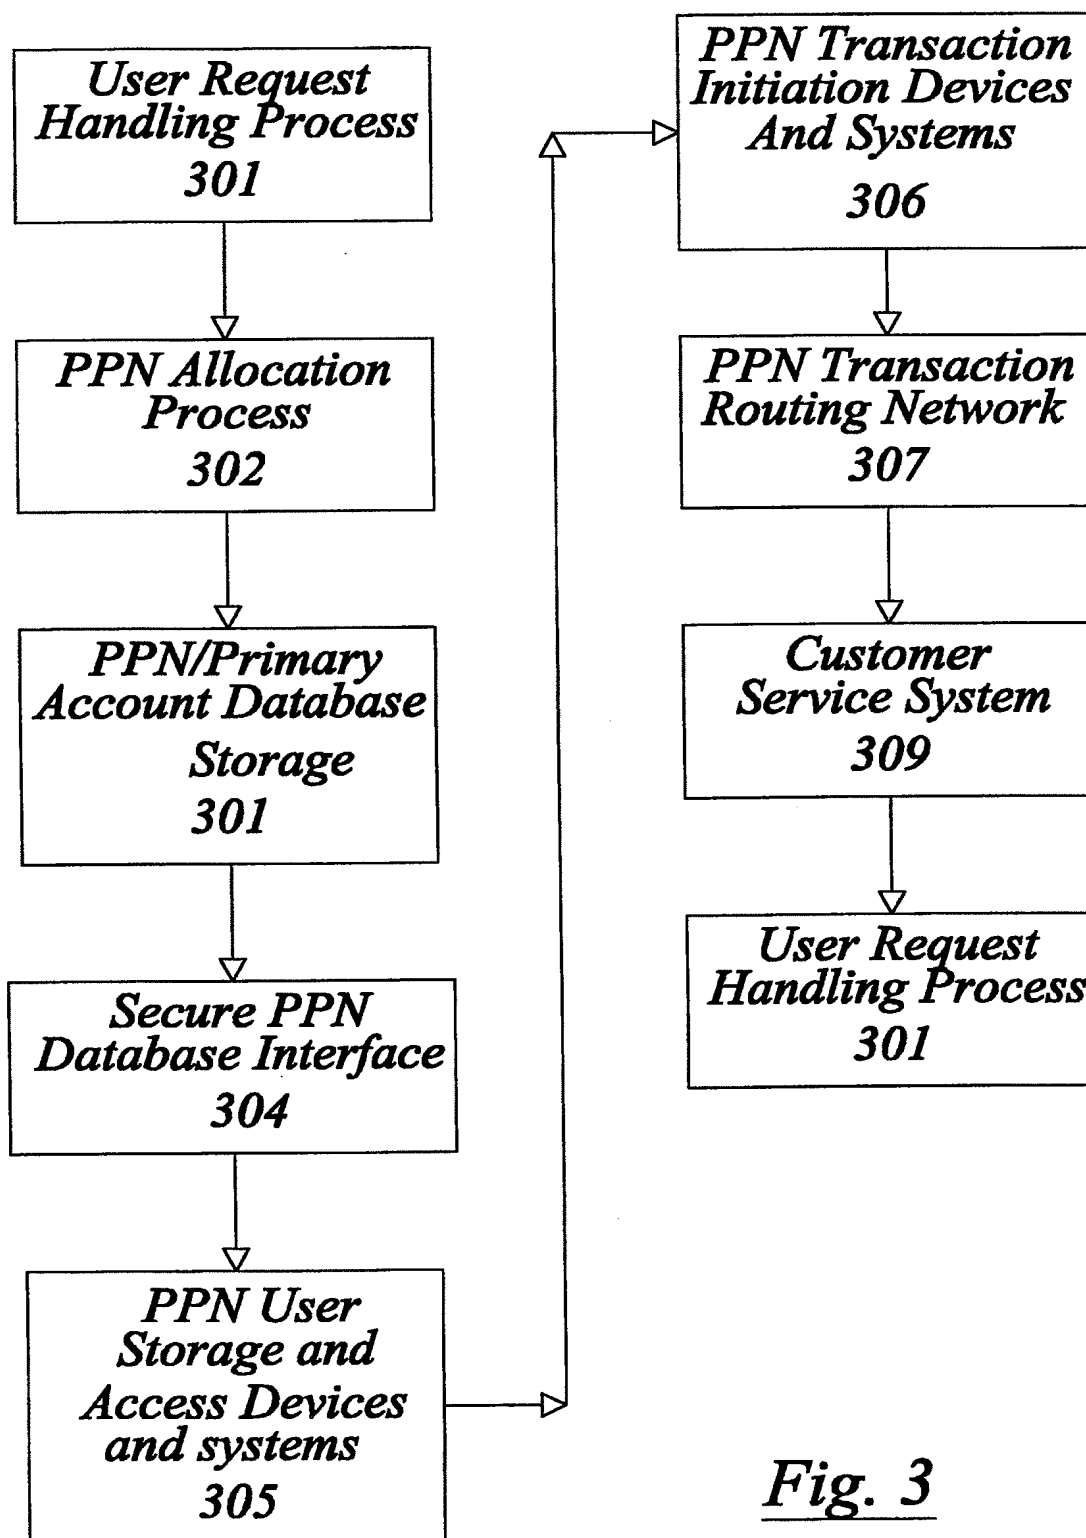 User Request
Handling Process
301
PPN Allocation
Process
302
PPN/Primary
Account Database
Storage
301
Secure PPN
Database Interface
304
PPN User
Storage and
Access Devices
and systems
305
PPN Transaction
Initiation Devices
And Systems
306
PPN Transaction
Routing Network
307
Customer
Service System
309
User Request
Handling Process
301
Fig. 3